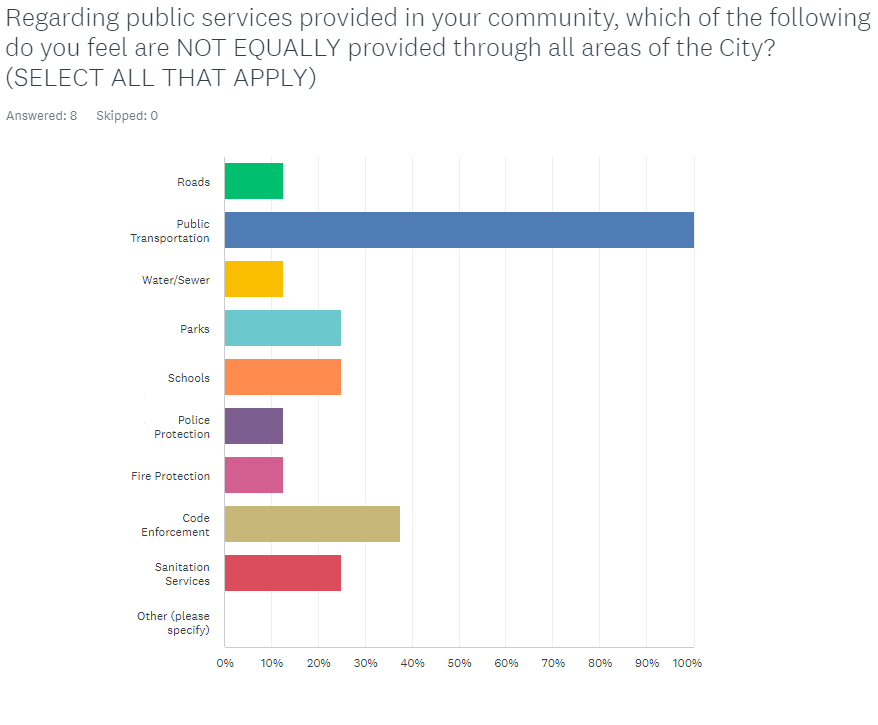 Regarding public services provided in your community, which of the following
do you feel are NOT EQUALLY provided through all areas of the City?
(SELECT ALL THAT APPLY)
Answered: 8 Skipped: 0
Roads
Public
Transportation
Water/Sewer
Parks
Schools
Police
Protection
Fire Protection
Code
Enforcement
Sanitation
Services
Other (please
specify)
0% 10% 20% 30% 40% 50% 60% 70% 80% 90% 100%